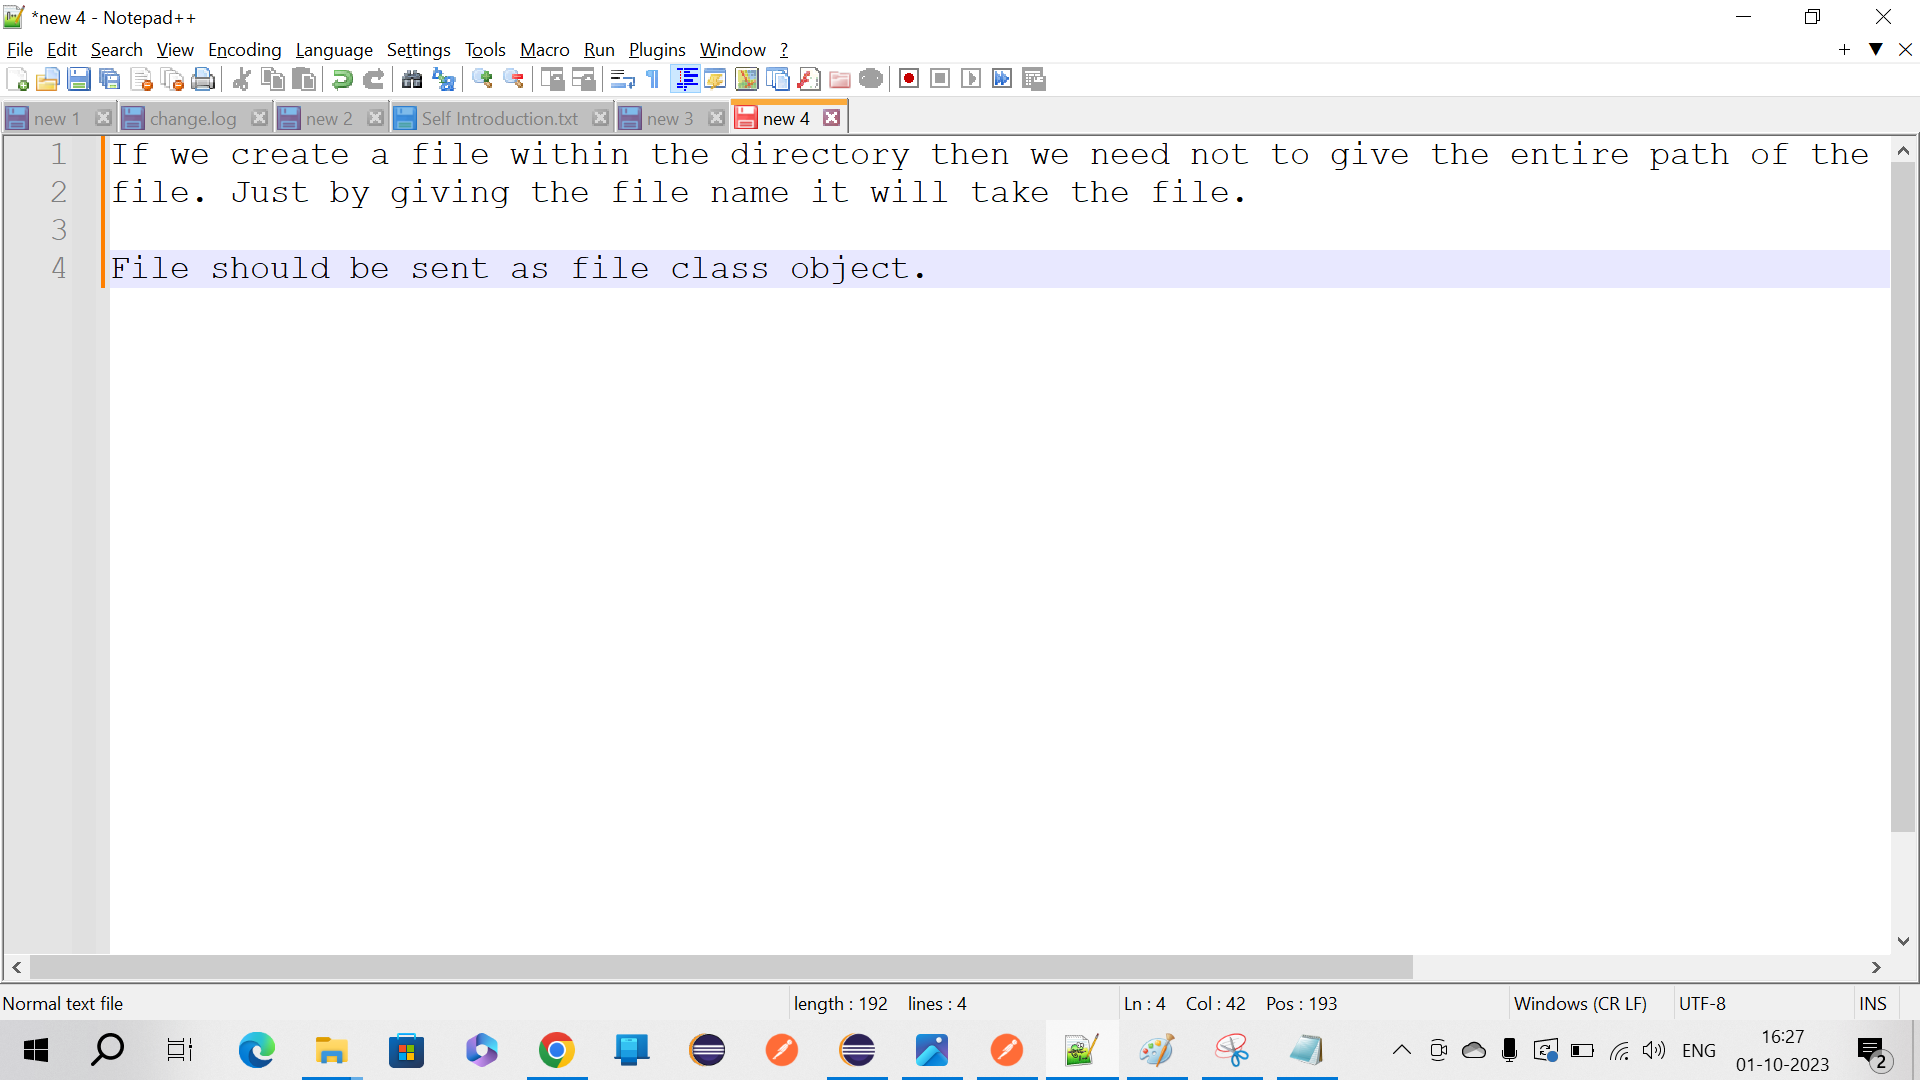 *new 4 - Notepad++
File Edit Search View Encoding Language Settings Tools Macro Run Plugins Window ?
new 1 change.log new 2 Self Introduction.txt new 3 new 4
1 If we create a file within the directory then we need not to give the entire path of the
2 file. Just by giving the file name it will take the file.
3
4 File should be sent as file class object.
Normal text file length : 192 lines : 4 Ln : 4 Col : 42 Pos : 193 Windows (CR LF) UTF-8 INS
ENG 16:27 2
01-10-2023